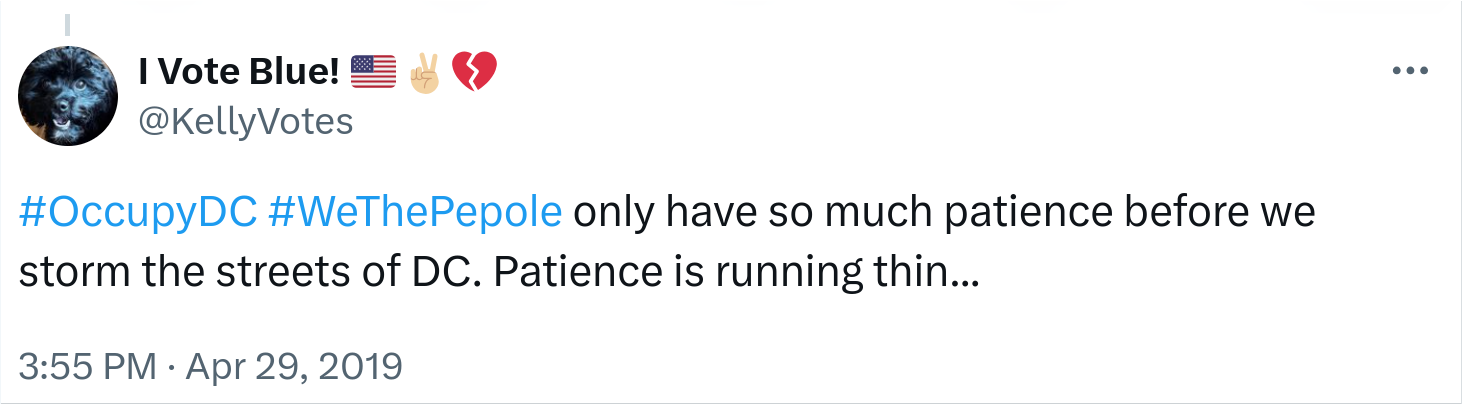 I Vote Blue! 🇺🇸 ✌🏼 💔
@KellyVotes
#OccupyDC #WeThePepole only have so much patience before we
storm the streets of DC. Patience is running thin...
3:55 PM · Apr 29, 2019